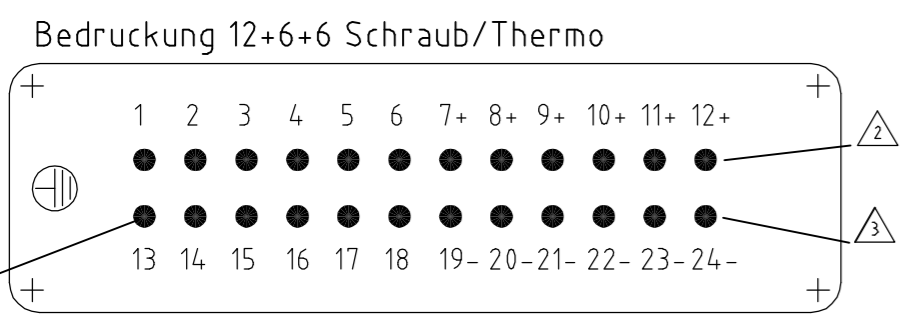 Bedruckung 12+6+6 Schraub/Thermo
1 2 3 4 5 6 7+ 8+ 9+ 10+ 11+ 12+
2
3
13 14 15 16 17 18 19- 20- 21- 22- 23- 24-